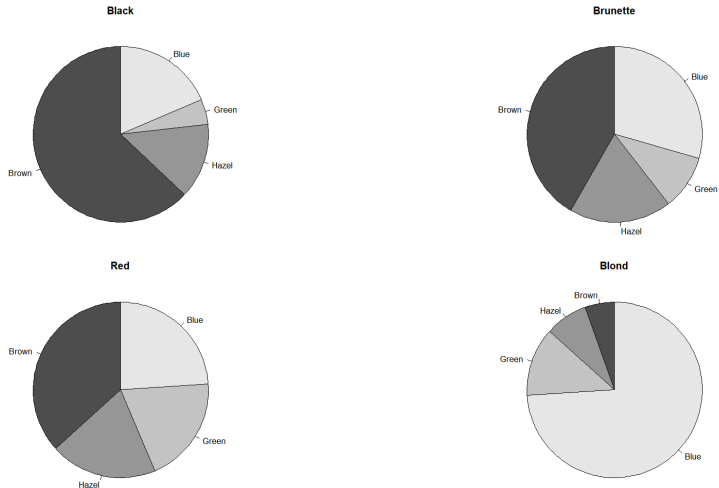 Black
Blue
Green
Hazel
Brown
Brunette
Blue
Brown
Green
Hazel
Red
Blue
Brown
Green
Hazel
Blond
Brown
Hazel
Green
Blue